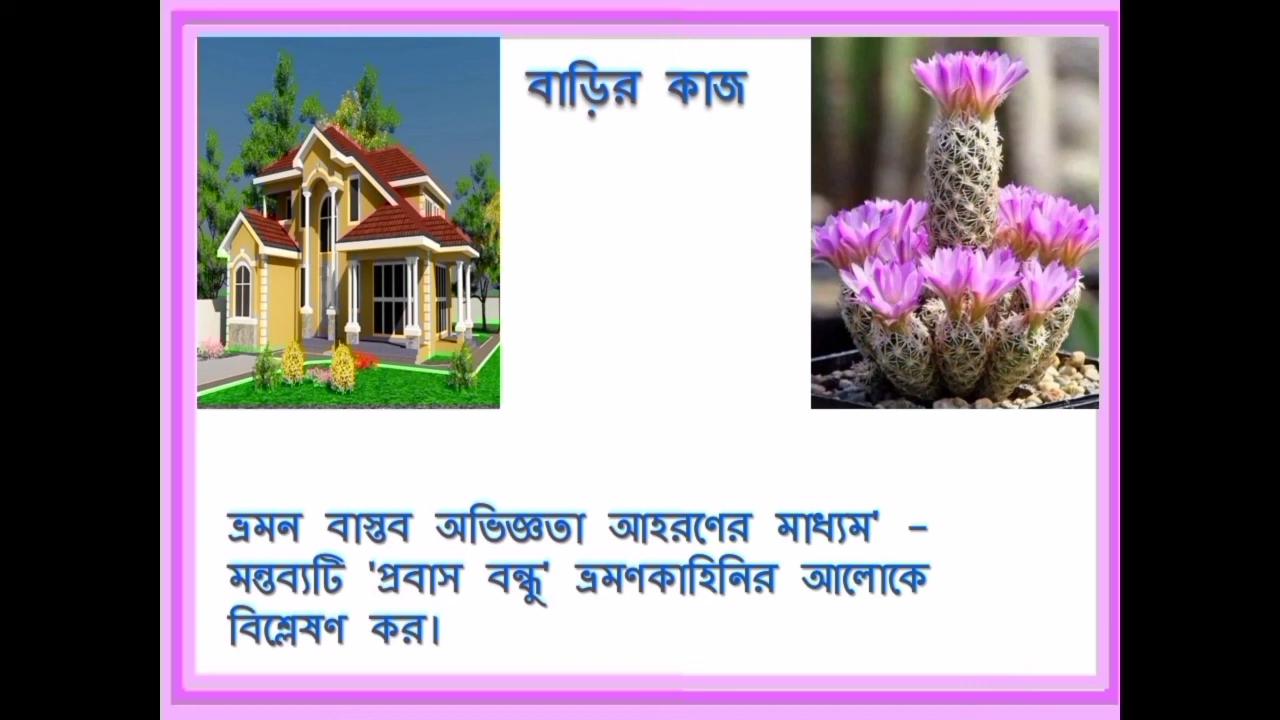 বাড়ির কাজ
ভ্রমন বাস্তব অভিজ্ঞতা আহরণের মাধ্যম' -
মন্তব্যটি 'প্রবাস বন্ধু' ভ্রমণকাহিনির আলোকে
বিশ্লেষণ কর।